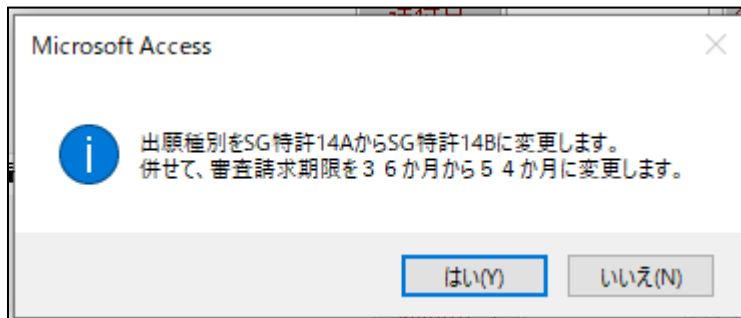 Microsoft Access
出願種別をSG特許14AからSG特許14Bに変更します。
併せて、審査請求期限を３６か月から５４か月に変更します。
はい(Y)
いいえ(N)